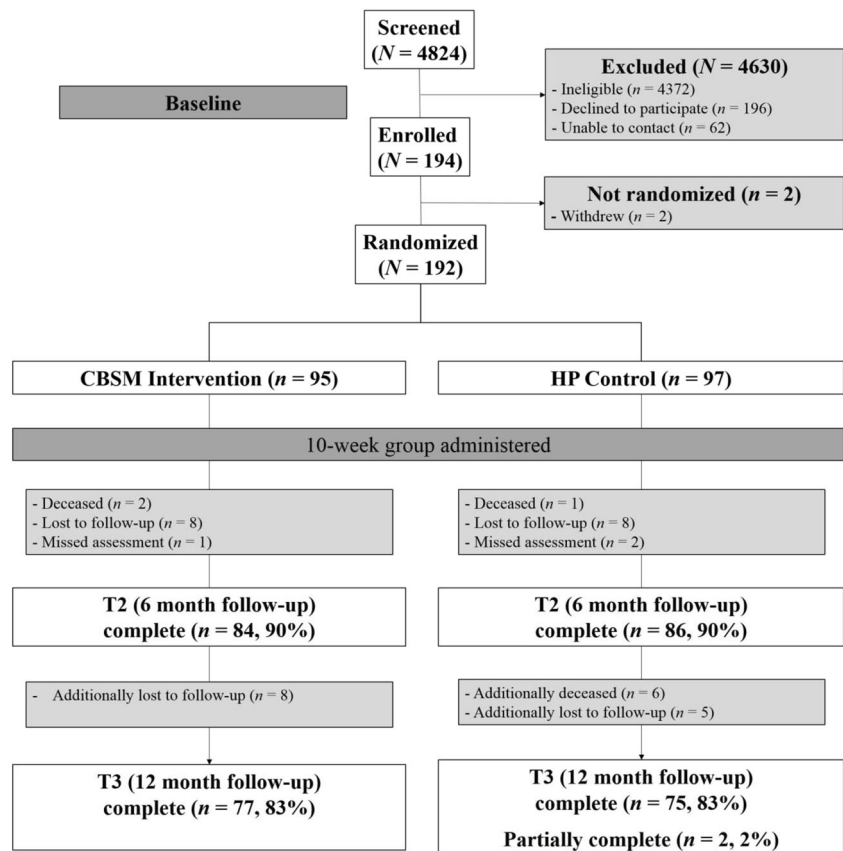 Screened
(N = 4824)
Excluded (N = 4630)
- Ineligible (n = 4372)
- Declined to participate (n = 196)
- Unable to contact (n = 62)
Baseline
Enrolled
(N = 194)
Not randomized (n = 2)
- Withdrew (n = 2)
Randomized
(N = 192)
CBSM Intervention (n = 95)
HP Control (n = 97)
10-week group administered
- Deceased (n = 2)
- Lost to follow-up (n = 8)
- Missed assessment (n = 1)
- Deceased (n = 1)
- Lost to follow-up (n = 8)
- Missed assessment (n = 2)
T2 (6 month follow-up)
complete (n = 84, 90%)
T2 (6 month follow-up)
complete (n = 86, 90%)
- Additionally lost to follow-up (n = 8)
- Additionally deceased (n = 6)
- Additionally lost to follow-up (n = 5)
T3 (12 month follow-up)
complete (n = 77, 83%)
T3 (12 month follow-up)
complete (n = 75, 83%)
Partially complete (n = 2, 2%)